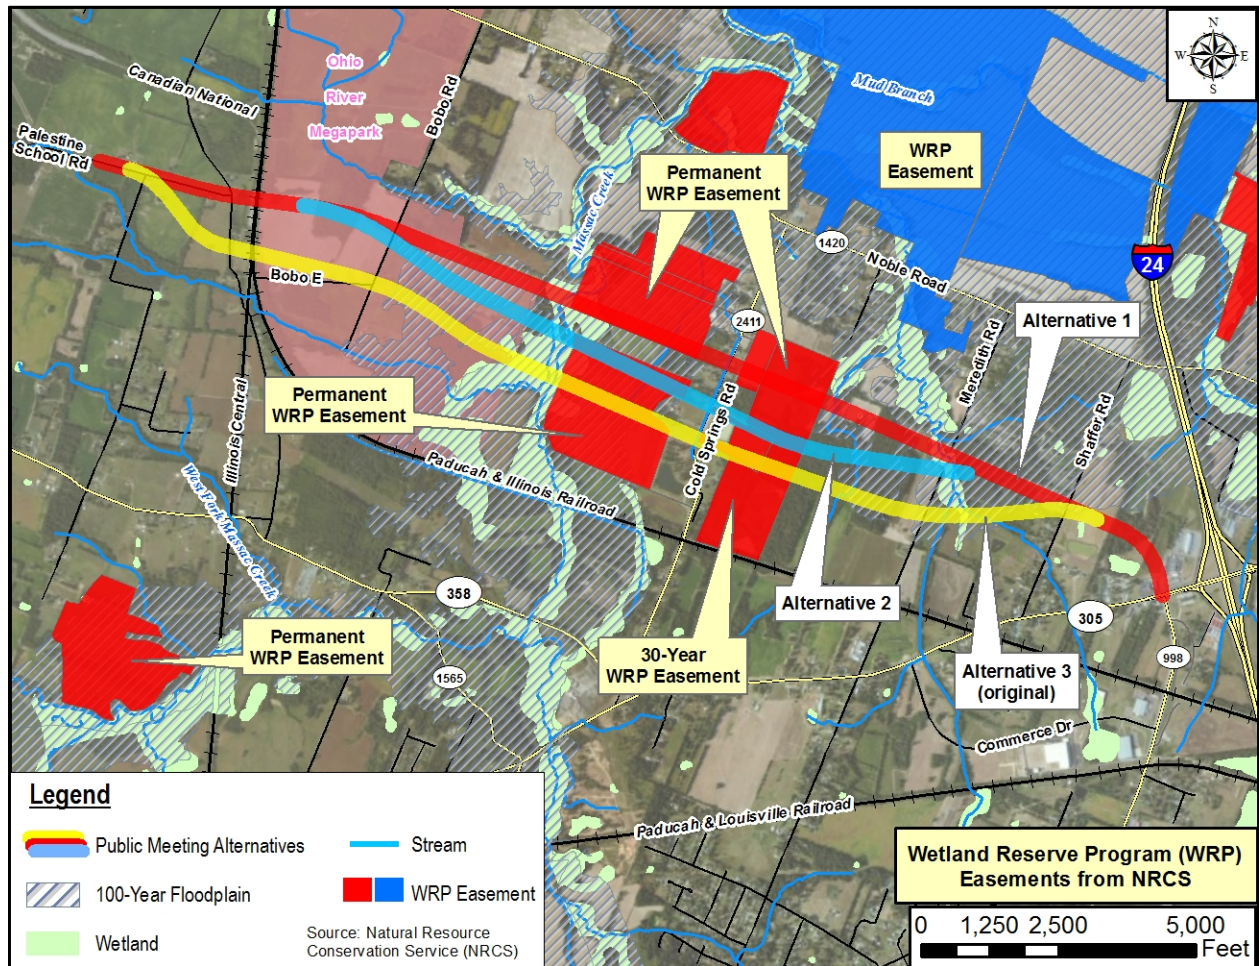 N
W
E
S
Ohio
River
Megapark
Canadian National
Bobo Rd
Mud Branch
Palestine
School Rd
Permanent
WRP Easement
WRP
Easement
Massac Creek
1420
Noble Road
24
Bobo E
2411
Meredith Rd
Alternative 1
Illinois Central
Permanent
WRP Easement
Cold Springs Rd
Shaffer Rd
Paducah & Illinois Railroad
West Fork Massac Creek
358
Alternative 2
305
Permanent
WRP Easement
30-Year
WRP Easement
1565
Alternative 3
(original)
998
Commerce Dr
Paducah & Louisville Railroad
Legend
Public Meeting Alternatives
Stream
100-Year Floodplain
WRP Easement
Wetland
Source: Natural Resource
Conservation Service (NRCS)
Wetland Reserve Program (WRP)
Easements from NRCS
0 1,250 2,500 5,000
Feet